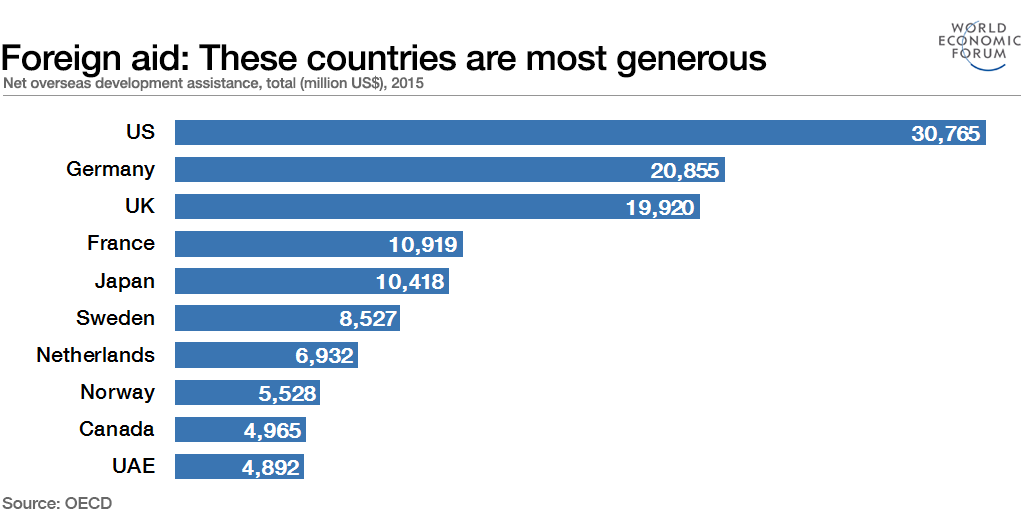 WORLD
ECONOMIC
FORUM
Foreign aid: These countries are most generous
Net overseas development assistance, total (million US$), 2015
US 30,765
Germany 20,855
UK 19,920
France 10,919
Japan 10,418
Sweden 8,527
Netherlands 6,932
Norway 5,528
Canada 4,965
UAE 4,892
Source: OECD